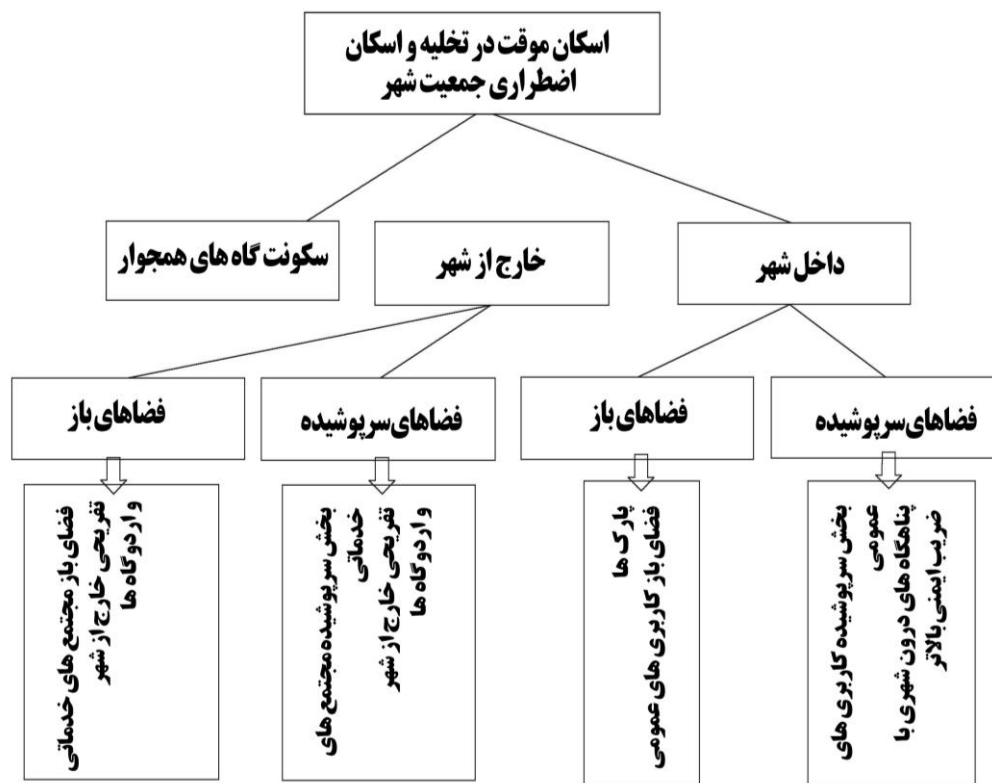 اسکان موقت در تخلیه و اسکان
اضطراری جمعیت شهر
داخل شهر
خارج از شهر
سکونت گاه های همجوار
فضاهای سرپوشیده
فضاهای باز
فضاهای سرپوشیده
فضاهای باز
بخش سرپوشیده کاربری های
عمومی
پناهگاه های درون شهری با
ضریب ایمنی بالاتر
پارک ها
فضای باز کاربری های عمومی
بخش سرپوشیده مجتمع های
خدماتی
تفریحی خارج از شهر
و اردوگاه ها
فضای باز مجتمع های خدماتی
تفریحی خارج از شهر
و اردوگاه ها